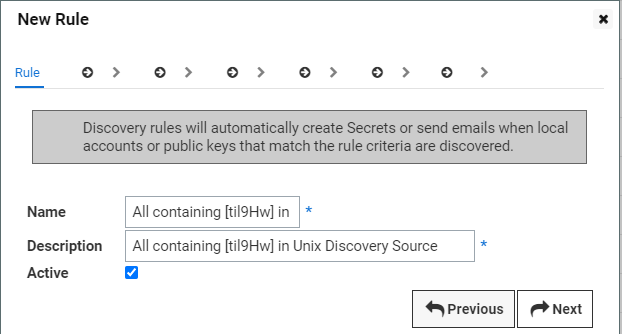 New Rule
Rule
Discovery rules will automatically create Secrets or send emails when local
accounts or public keys that match the rule criteria are discovered.
Name All containing [til9Hw] in *
Description All containing [til9Hw] in Unix Discovery Source *
Active
Previous Next